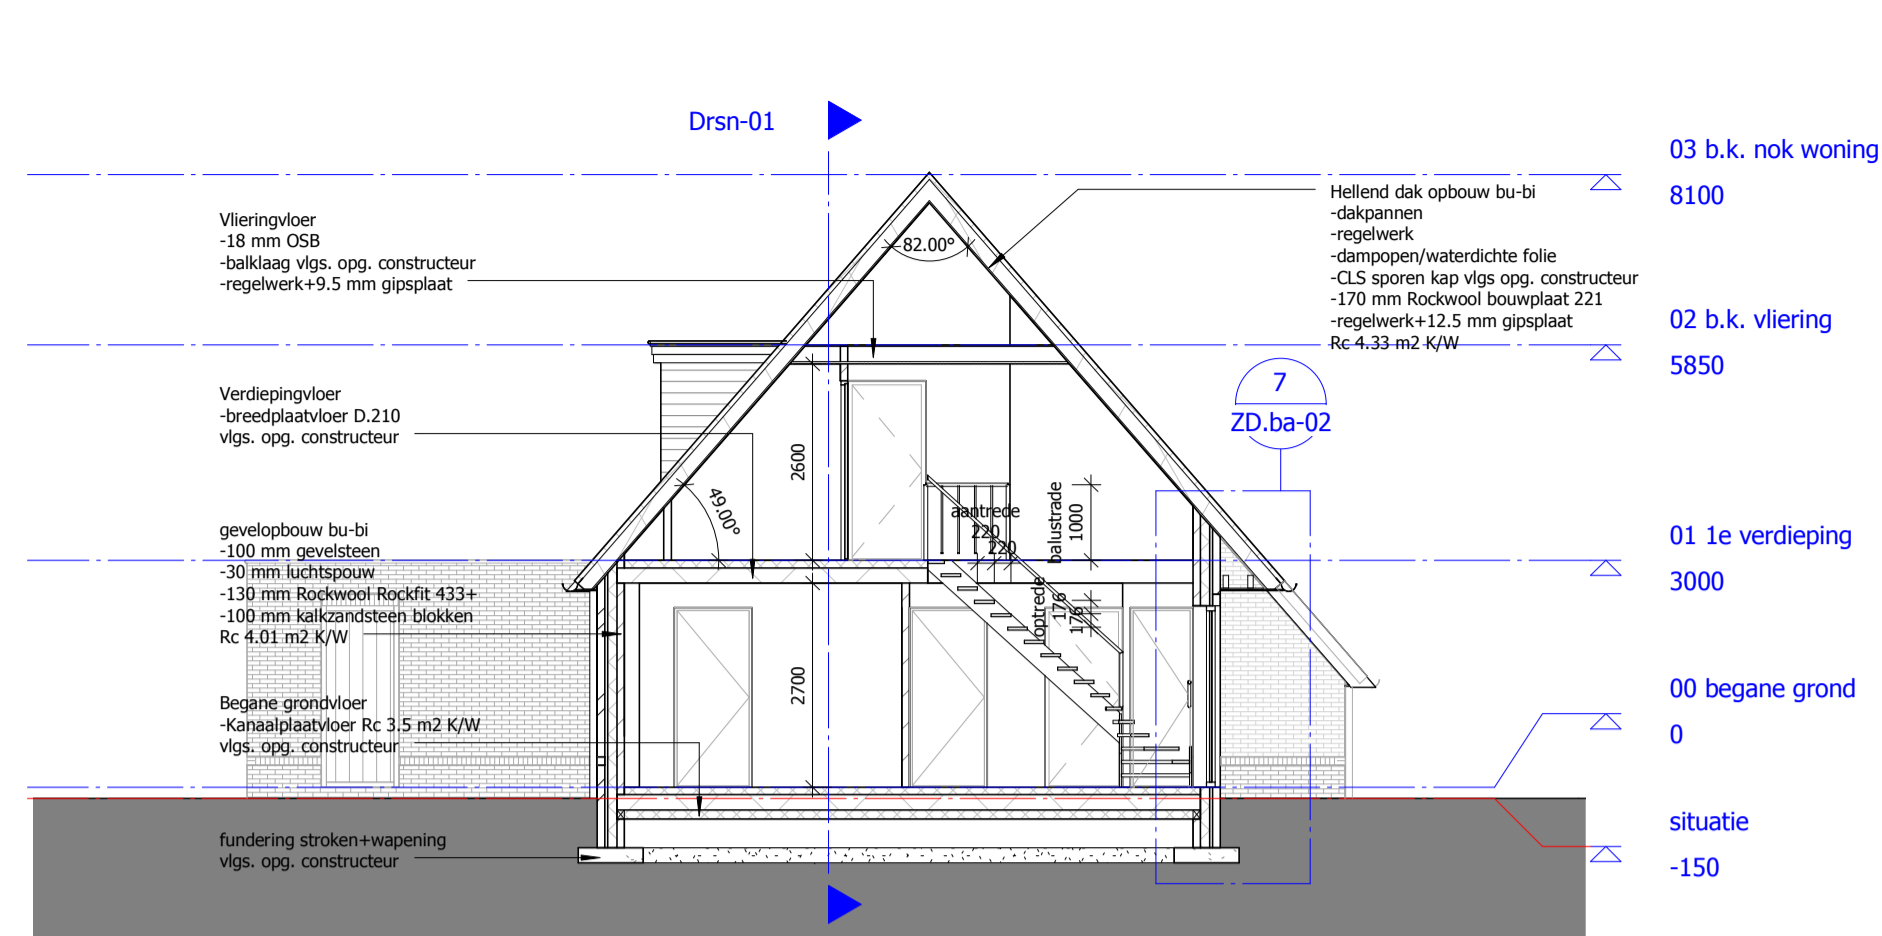 Drsn-01
03 b.k. nok woning
8100
Vlieringvloer
-18 mm OSB
-balklaag vlgs. opg. constructeur
-regelwerk+9.5 mm gipsplaat
82.00°
Hellend dak opbouw bu-bi
-dakpannen
-regelwerk
-dampopen/waterdichte folie
-CLS sporen kap vlgs opg. constructeur
-170 mm Rockwool bouwplaat 221
-regelwerk+12.5 mm gipsplaat
Rc 4.33 m2 K/W
02 b.k. vliering
5850
7
ZD.ba-02
Verdiepingvloer
-breedplaatvloer D.210
vlgs. opg. constructeur
2600
49.00°
aantrede
220
220
balustrade
1000
gevelopbouw bu-bi
-100 mm gevelsteen
-30 mm luchtspouw
-130 mm Rockwool Rockfit 433+
-100 mm kalkzandsteen blokken
Rc 4.01 m2 K/W
01 1e verdieping
3000
optrede
176
176
2700
Begane grondvloer
-Kanaalplaatvloer Rc 3.5 m2 K/W
vlgs. opg. constructeur
00 begane grond
0
fundering stroken+wapening
vlgs. opg. constructeur
situatie
-150